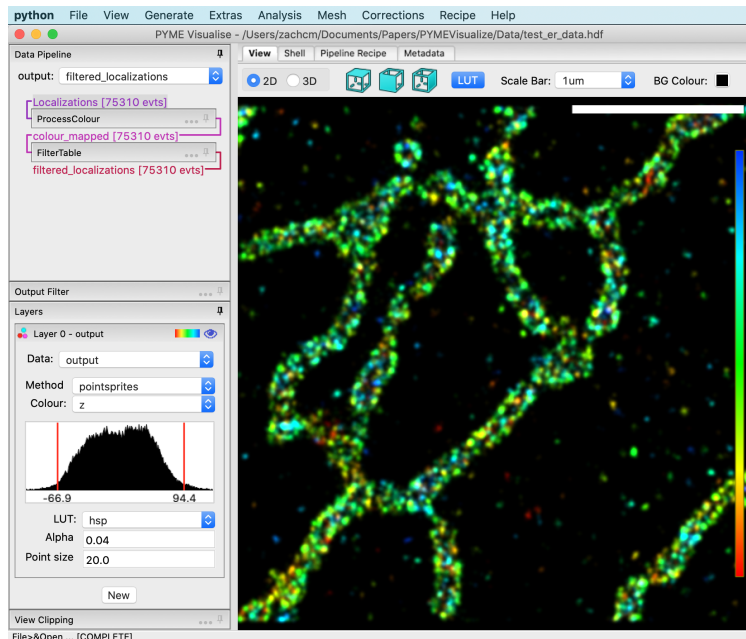 python File View Generate Extras Analysis Mesh Corrections Recipe Help
PYME Visualise - /Users/zachcm/Documents/Papers/PYMEVisualize/Data/test_er_data.hdf
Data Pipeline
View Shell Pipeline Recipe Metadata
output: filtered_localizations
2D 3D LUT Scale Bar: 1um BG Colour:
Localizations [75310 evts]
ProcessColour ...
colour_mapped [75310 evts]
FilterTable ...
filtered_localizations [75310 evts]
Output Filter ...
Layers
Layer 0 - output
Data: output
Method pointsprites
Colour: z
-66.9 94.4
LUT: hsp
Alpha 0.04
Point size 20.0
New
View Clipping ...
File>&Open ... [COMPLETE]